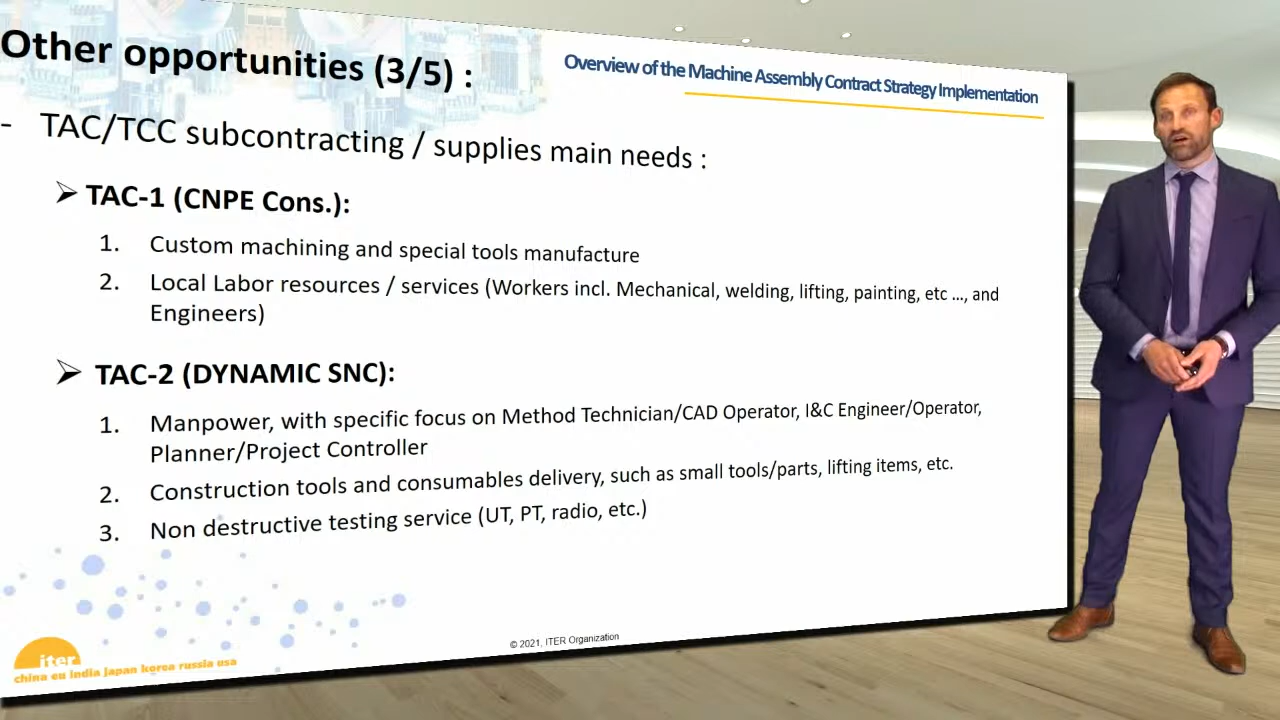 Other opportunities (3/5) :
Overview of the Machine Assembly Contract Strategy Implementation
- TAC/TCC subcontracting / supplies main needs :
➢ TAC-1 (CNPE Cons.):
1. Custom machining and special tools manufacture
2. Local Labor resources / services (Workers incl. Mechanical, welding, lifting, painting, etc ..., and
Engineers)
➢ TAC-2 (DYNAMIC SNC):
1. Manpower, with specific focus on Method Technician/CAD Operator, I&C Engineer/Operator,
Planner/Project Controller
2. Construction tools and consumables delivery, such as small tools/parts, lifting items, etc.
3. Non destructive testing service (UT, PT, radio, etc.)
© 2021, ITER Organization
iter
china eu india japan korea russia usa